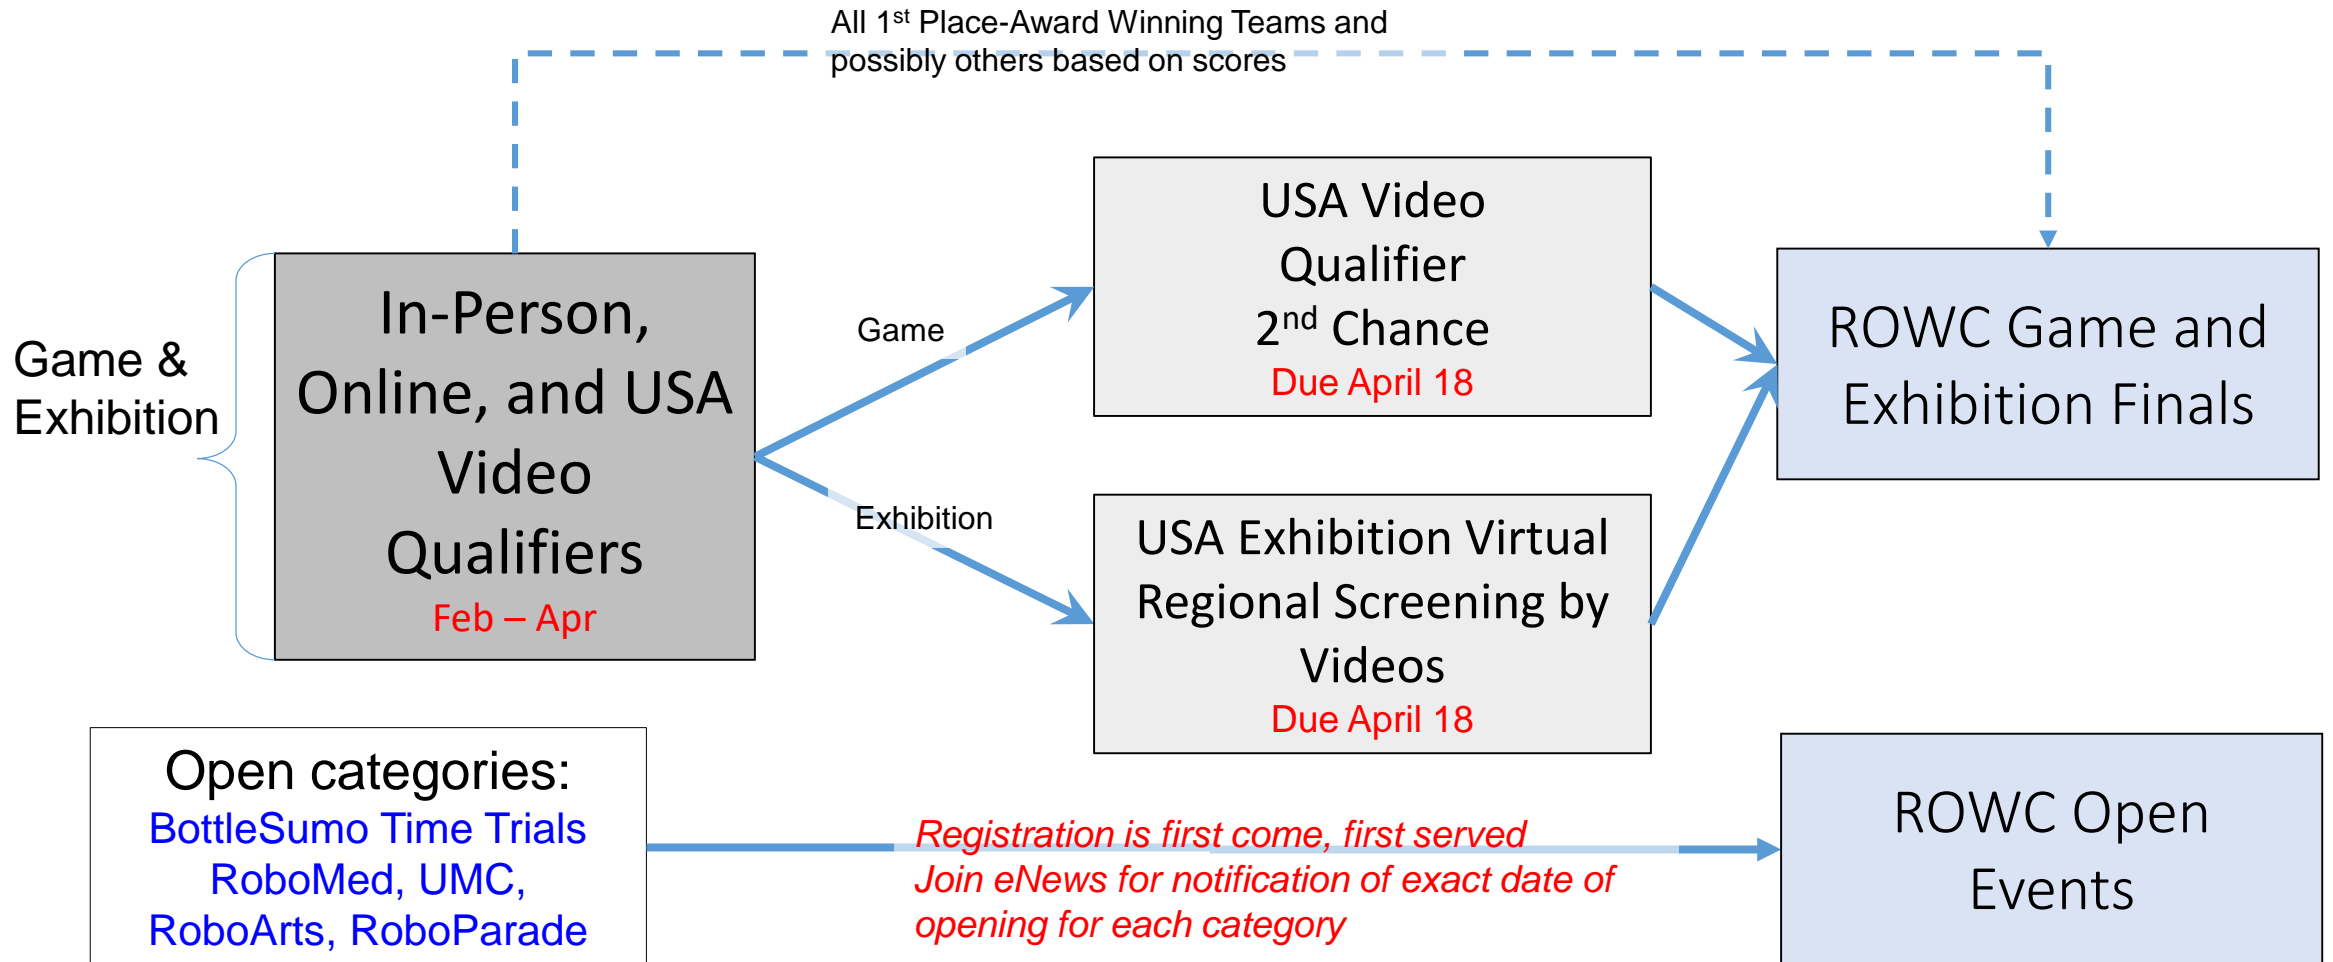 All 1st Place-Award Winning Teams and
possibly others based on scores
Game &
Exhibition
In-Person,
Online, and USA
Video
Qualifiers
Feb – Apr
Game
Exhibition
USA Video
Qualifier
2nd Chance
Due April 18
USA Exhibition Virtual
Regional Screening by
Videos
Due April 18
ROWC Game and
Exhibition Finals
Open categories:
BottleSumo Time Trials
RoboMed, UMC,
RoboArts, RoboParade
Registration is first come, first served
Join eNews for notification of exact date of
opening for each category
ROWC Open
Events